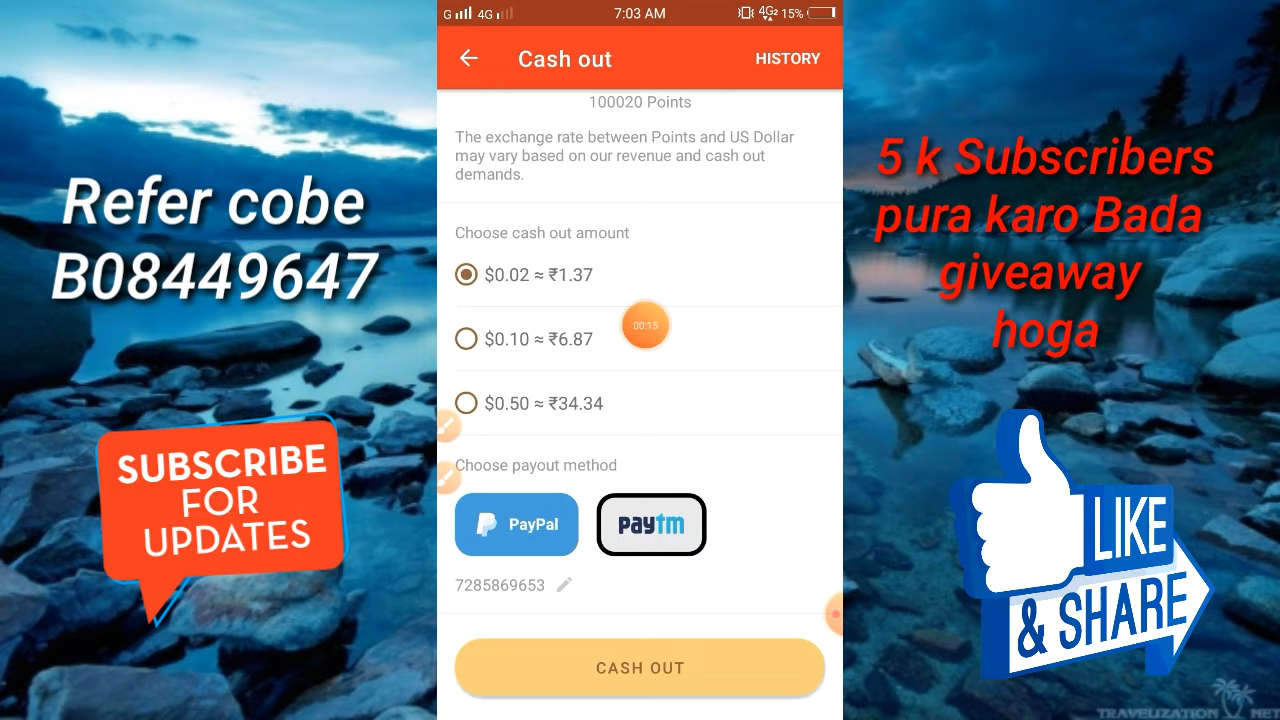 G 4G 7:03 AM 4G2 15%
Cash out HISTORY
100020 Points
The exchange rate between Points and US Dollar
may vary based on our revenue and cash out
demands.
Choose cash out amount
$0.02 ≈ ₹1.37
$0.10 ≈ ₹6.87
00:15
$0.50 ≈ ₹34.34
Choose payout method
PayPal paytm
7285869653
CASH OUT
Refer cobe
B08449647
SUBSCRIBE
FOR
UPDATES
5 k Subscribers
pura karo Bada
giveaway
hoga
LIKE
& SHARE
TRAVELIZATION NET